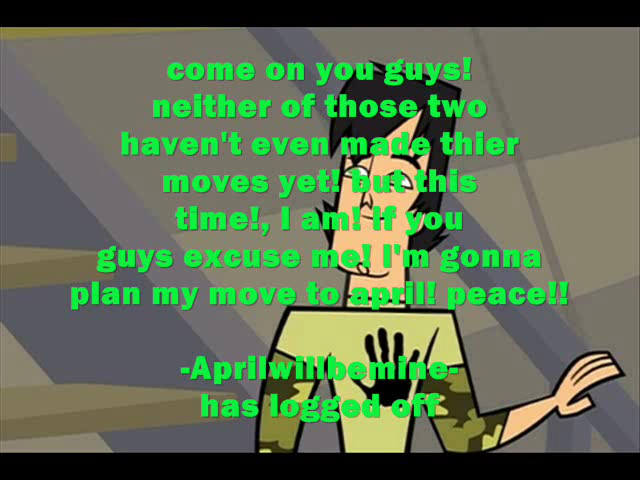 come on you guys!
neither of those two
haven't even made thier
moves yet! but this
time!, I am! if you
guys excuse me! I'm gonna
plan my move to april! peace!!
-Aprilwillbemine-
has logged off